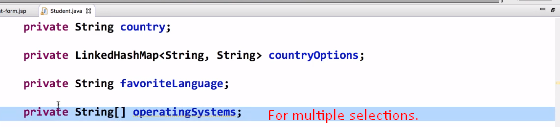 t-form.jsp
Student.java
private String country;
private LinkedHashMap<String, String> countryOptions;
private String favoriteLanguage;
private String[] operatingSystems; For multiple selections.